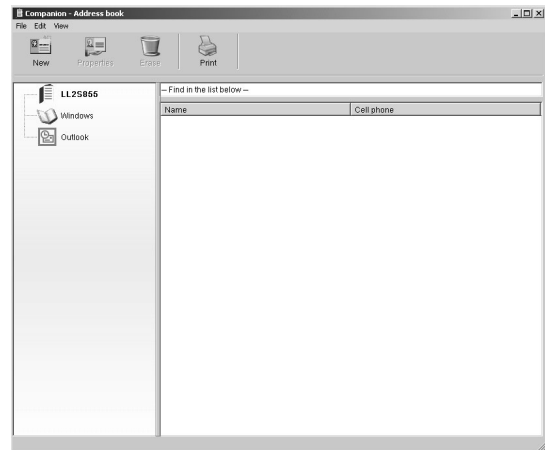 Companion - Address book
File Edit View
New Properties Erase Print
LL2S855
Windows
Outlook
-- Find in the list below --
Name Cell phone